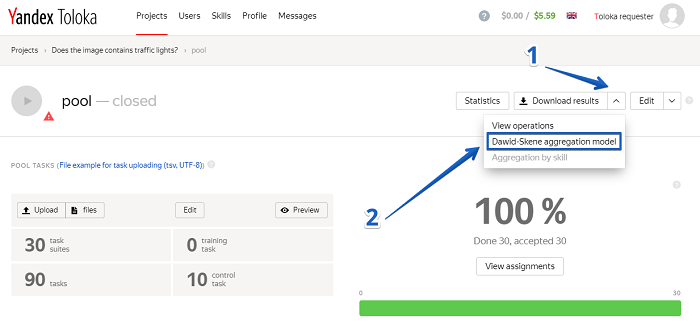 Yandex Toloka
Projects Users Skills Profile Messages
? $0.00 / $5.59 Toloka requester
Projects › Does the image contains traffic lights? › pool
1
pool — closed
Statistics Download results Edit ?
View operations
Dawid-Skene aggregation model
Aggregation by skill
2
POOL TASKS (File example for task uploading (tsv, UTF-8)) ?
Upload files Edit Preview
30 task suites
0 training task
90 tasks
10 control task
?
100 %
Done 30, accepted 30
View assignments
0 30